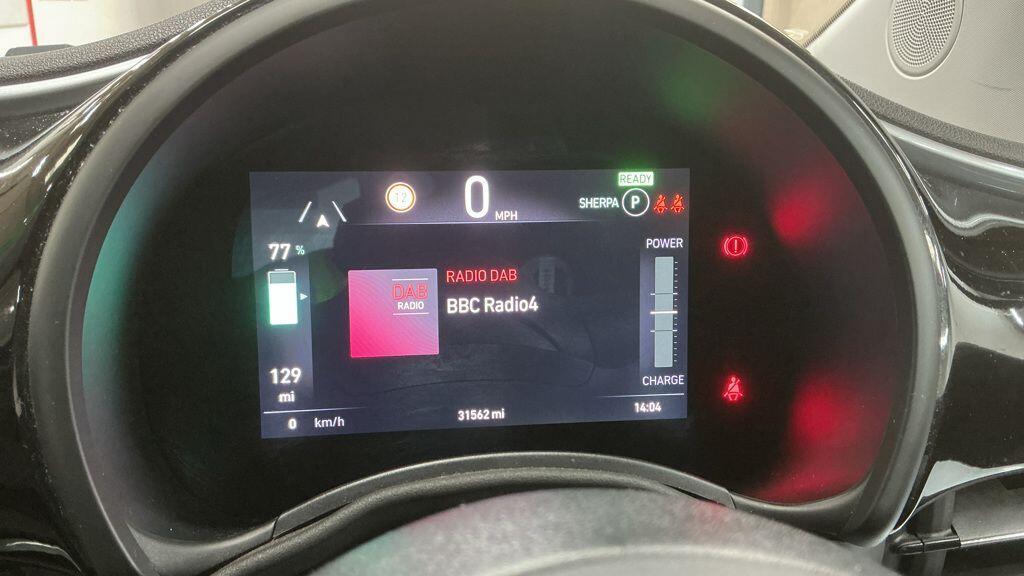 12
0 MPH
READY
SHERPA P
77 %
POWER
RADIO DAB
DAB
RADIO
BBC Radio4
129
mi
CHARGE
0 km/h
31562 mi
14:04